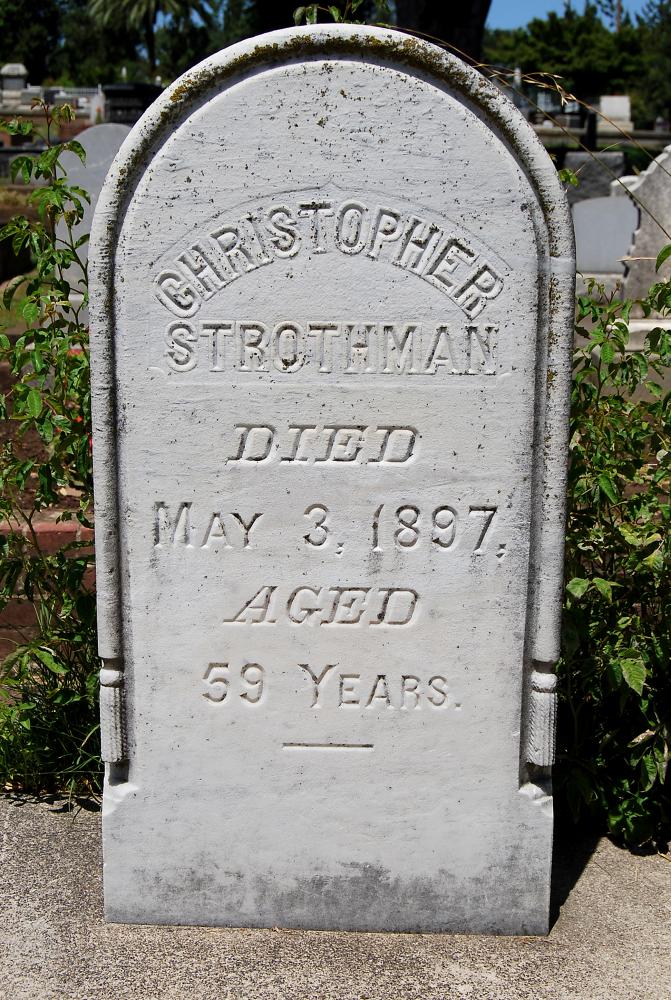 CHRISTOPHER
STROTHMAN
DIED
MAY 3, 1897,
AGED
59 YEARS.